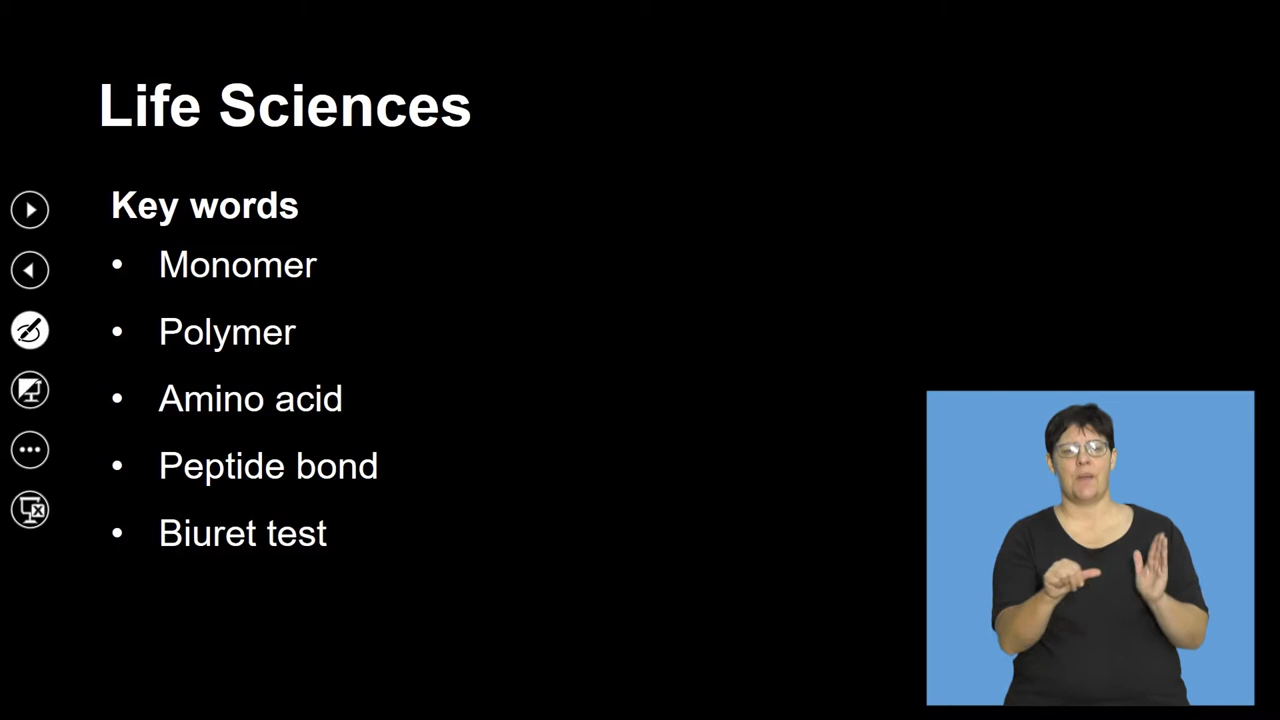 Life Sciences
Key words
• Monomer
• Polymer
• Amino acid
• Peptide bond
• Biuret test